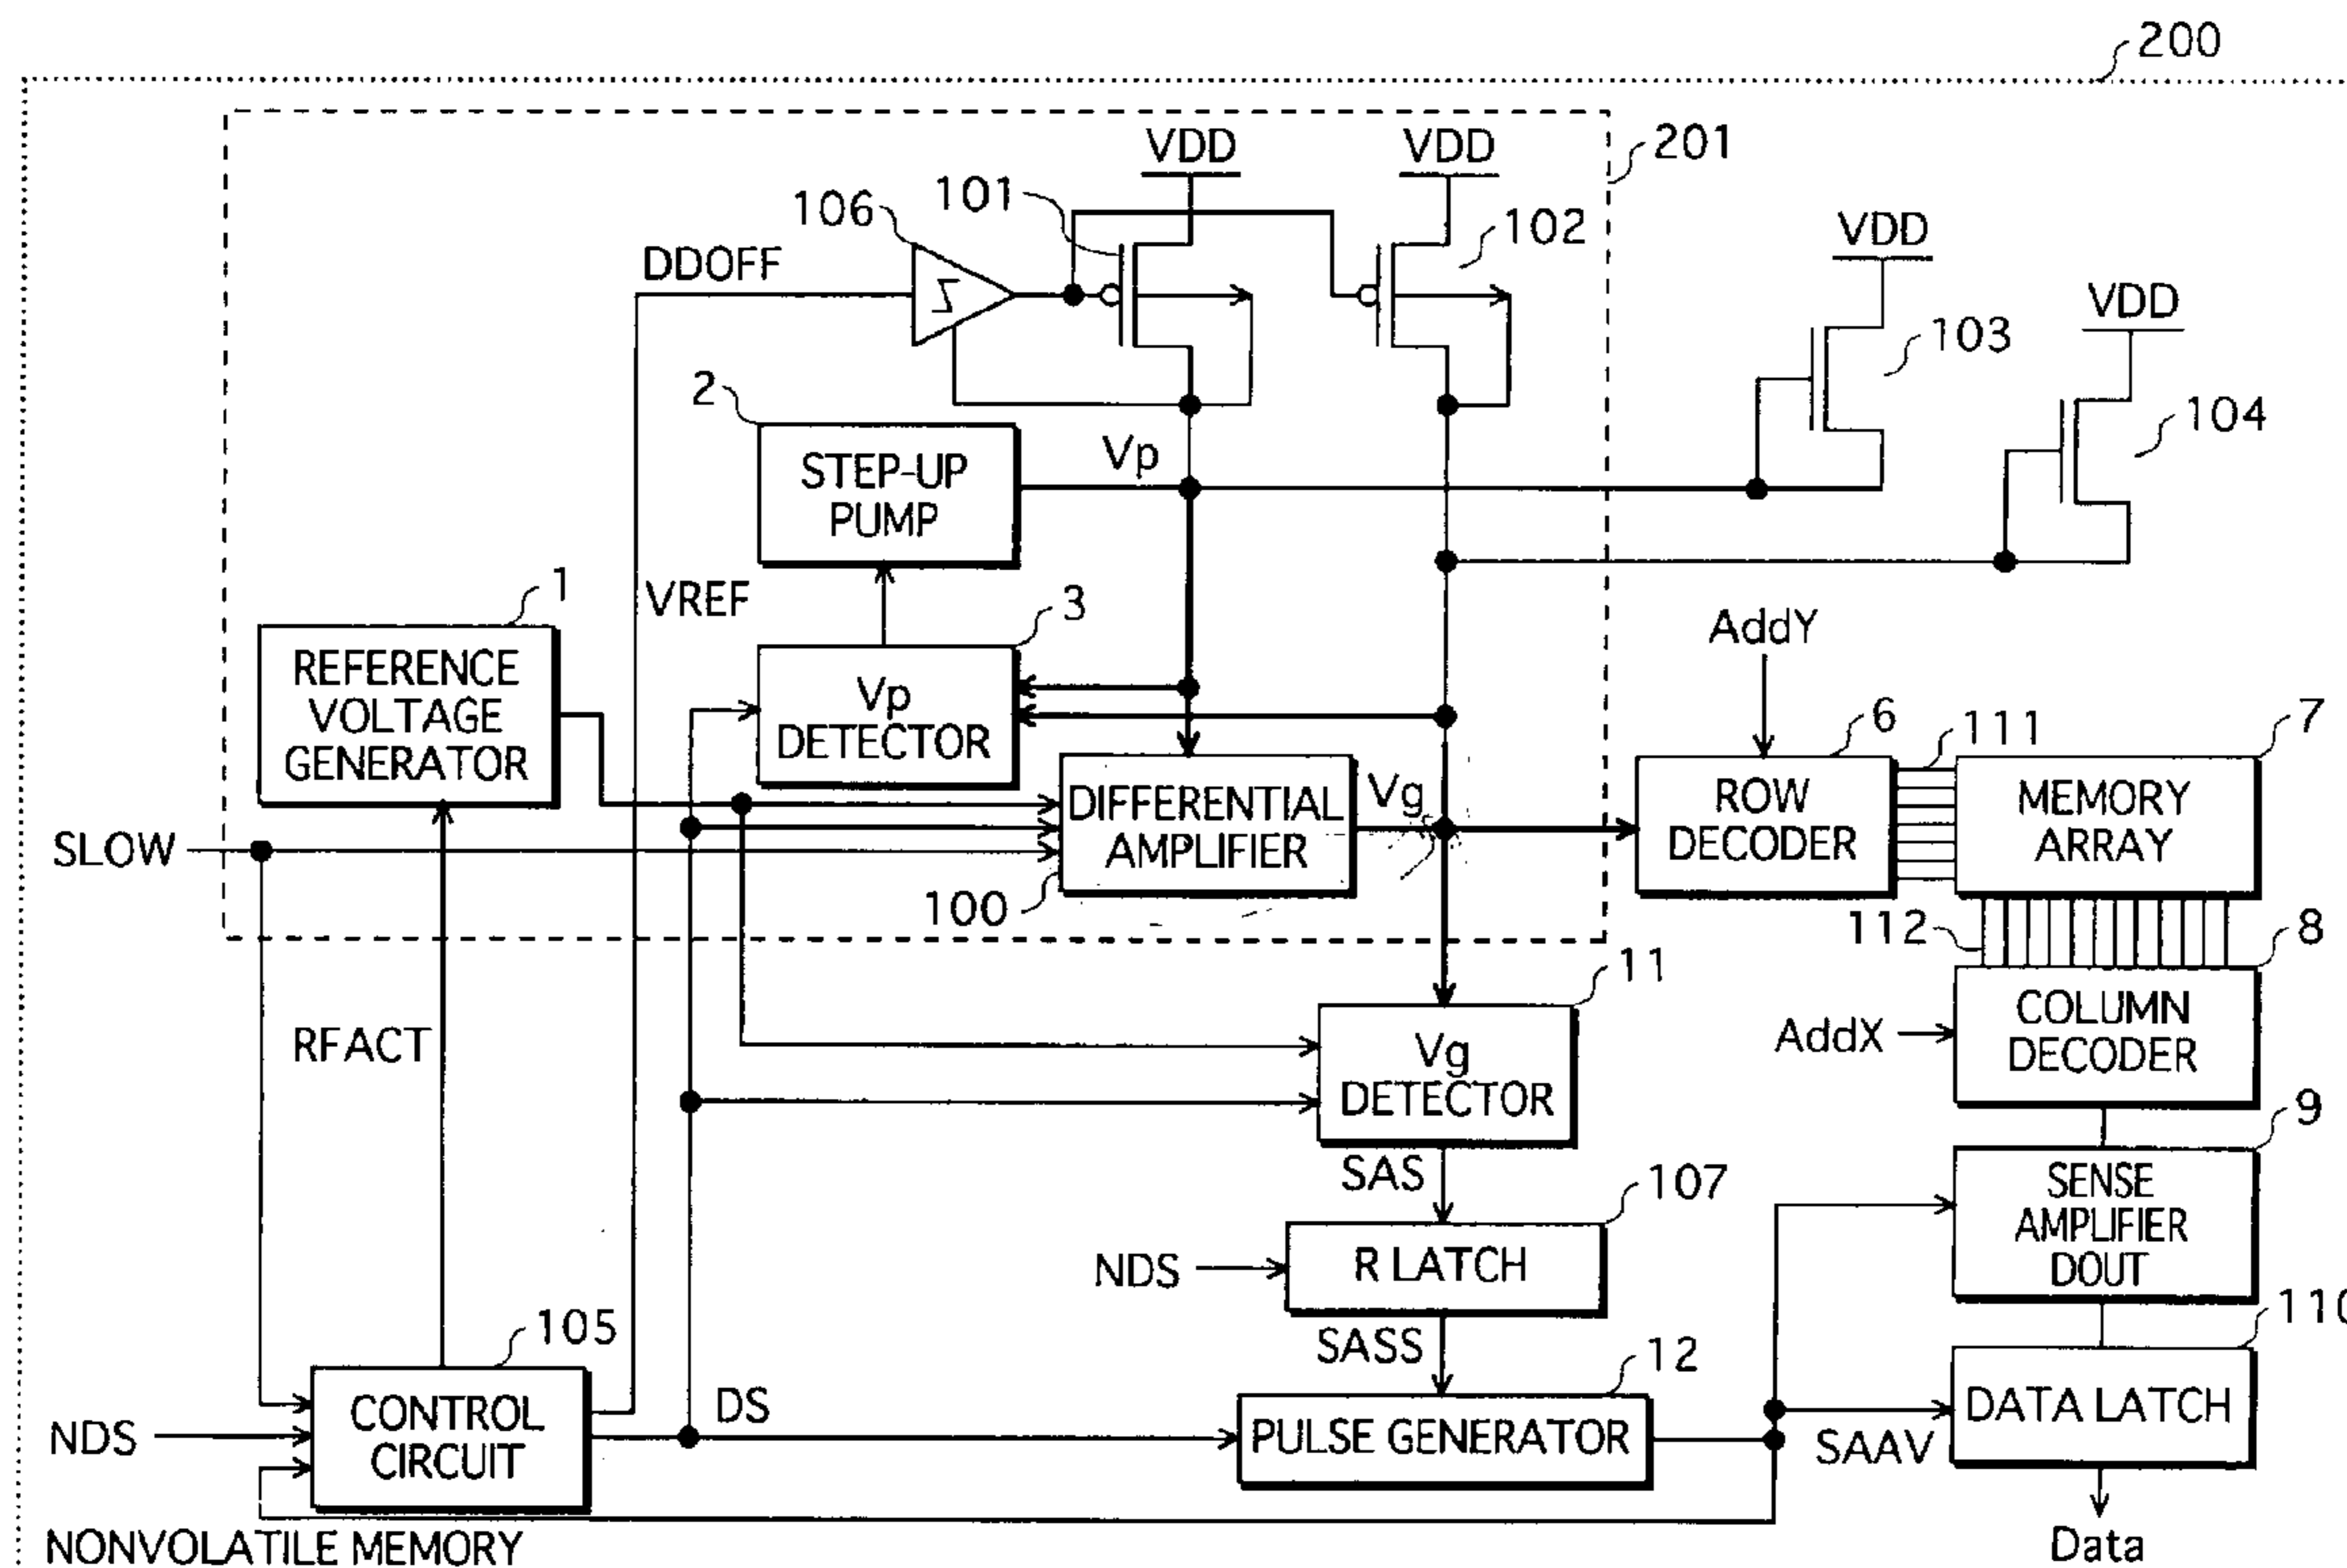 200
201
VDD
VDD
106
101
102
DDOFF
VDD
103
VDD
104
2
STEP-UP
PUMP
Vp
1
VREF
3
REFERENCE
VOLTAGE
GENERATOR
Vp
DETECTOR
AddY
6
111
7
DIFFERENTIAL
AMPLIFIER
Vg
ROW
DECODER
MEMORY
ARRAY
SLOW
100
112
8
11
COLUMN
DECODER
AddX
RFACT
Vg
DETECTOR
9
SAS
107
SENSE
AMPLIFIER
DOUT
NDS
R LATCH
110
105
SASS
12
CONTROL
CIRCUIT
DS
PULSE GENERATOR
DATA LATCH
NDS
SAAV
NONVOLATILE MEMORY
Data